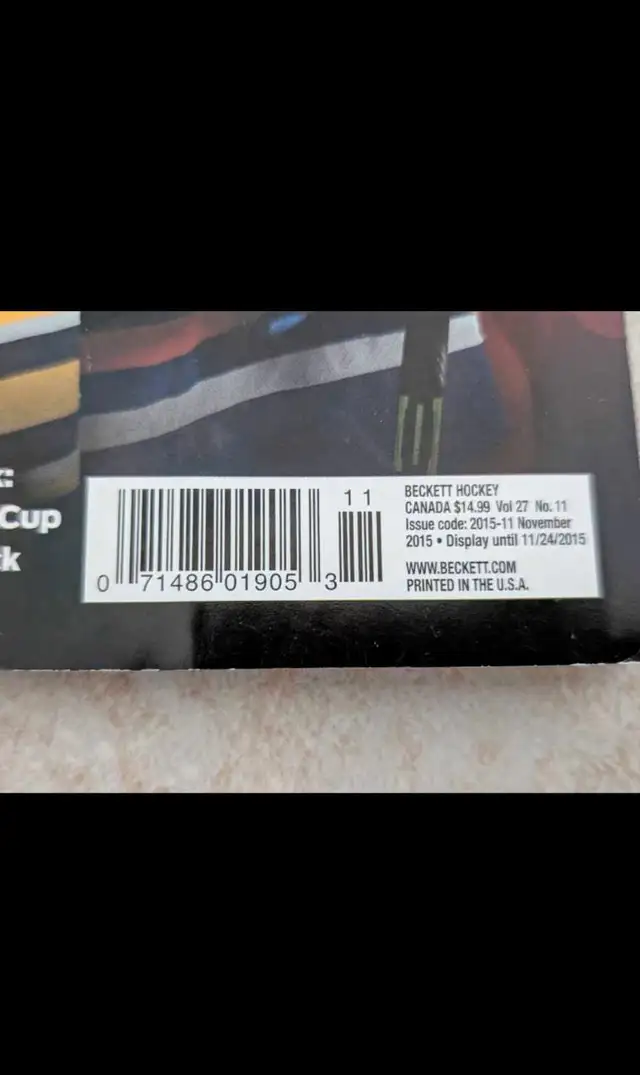 Cup
11
0 71486 01905 3
BECKETT HOCKEY
CANADA $14.99 Vol 27 No. 11
Issue code: 2015-11 November
2015 • Display until 11/24/2015
WWW.BECKETT.COM
PRINTED IN THE U.S.A.